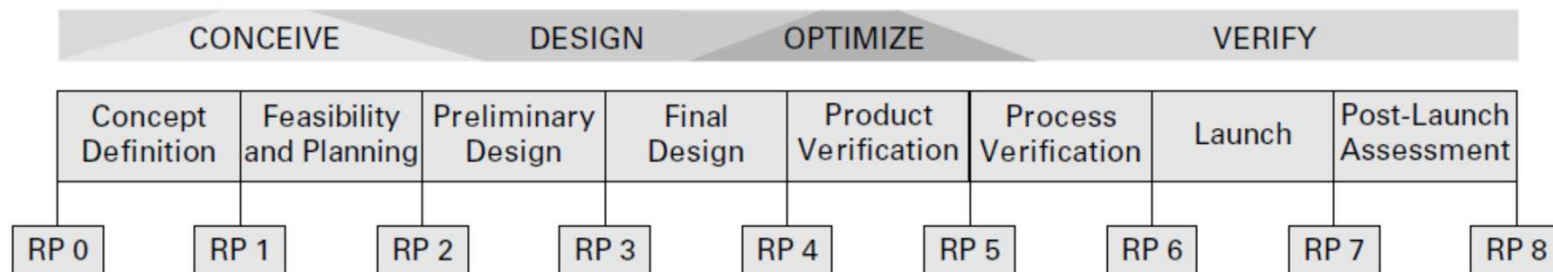 CONCEIVE DESIGN OPTIMIZE VERIFY
Concept
Definition
Feasibility
and Planning
Preliminary
Design
Final
Design
Product
Verification
Process
Verification
Launch
Post-Launch
Assessment
RP 0 RP 1 RP 2 RP 3 RP 4 RP 5 RP 6 RP 7 RP 8